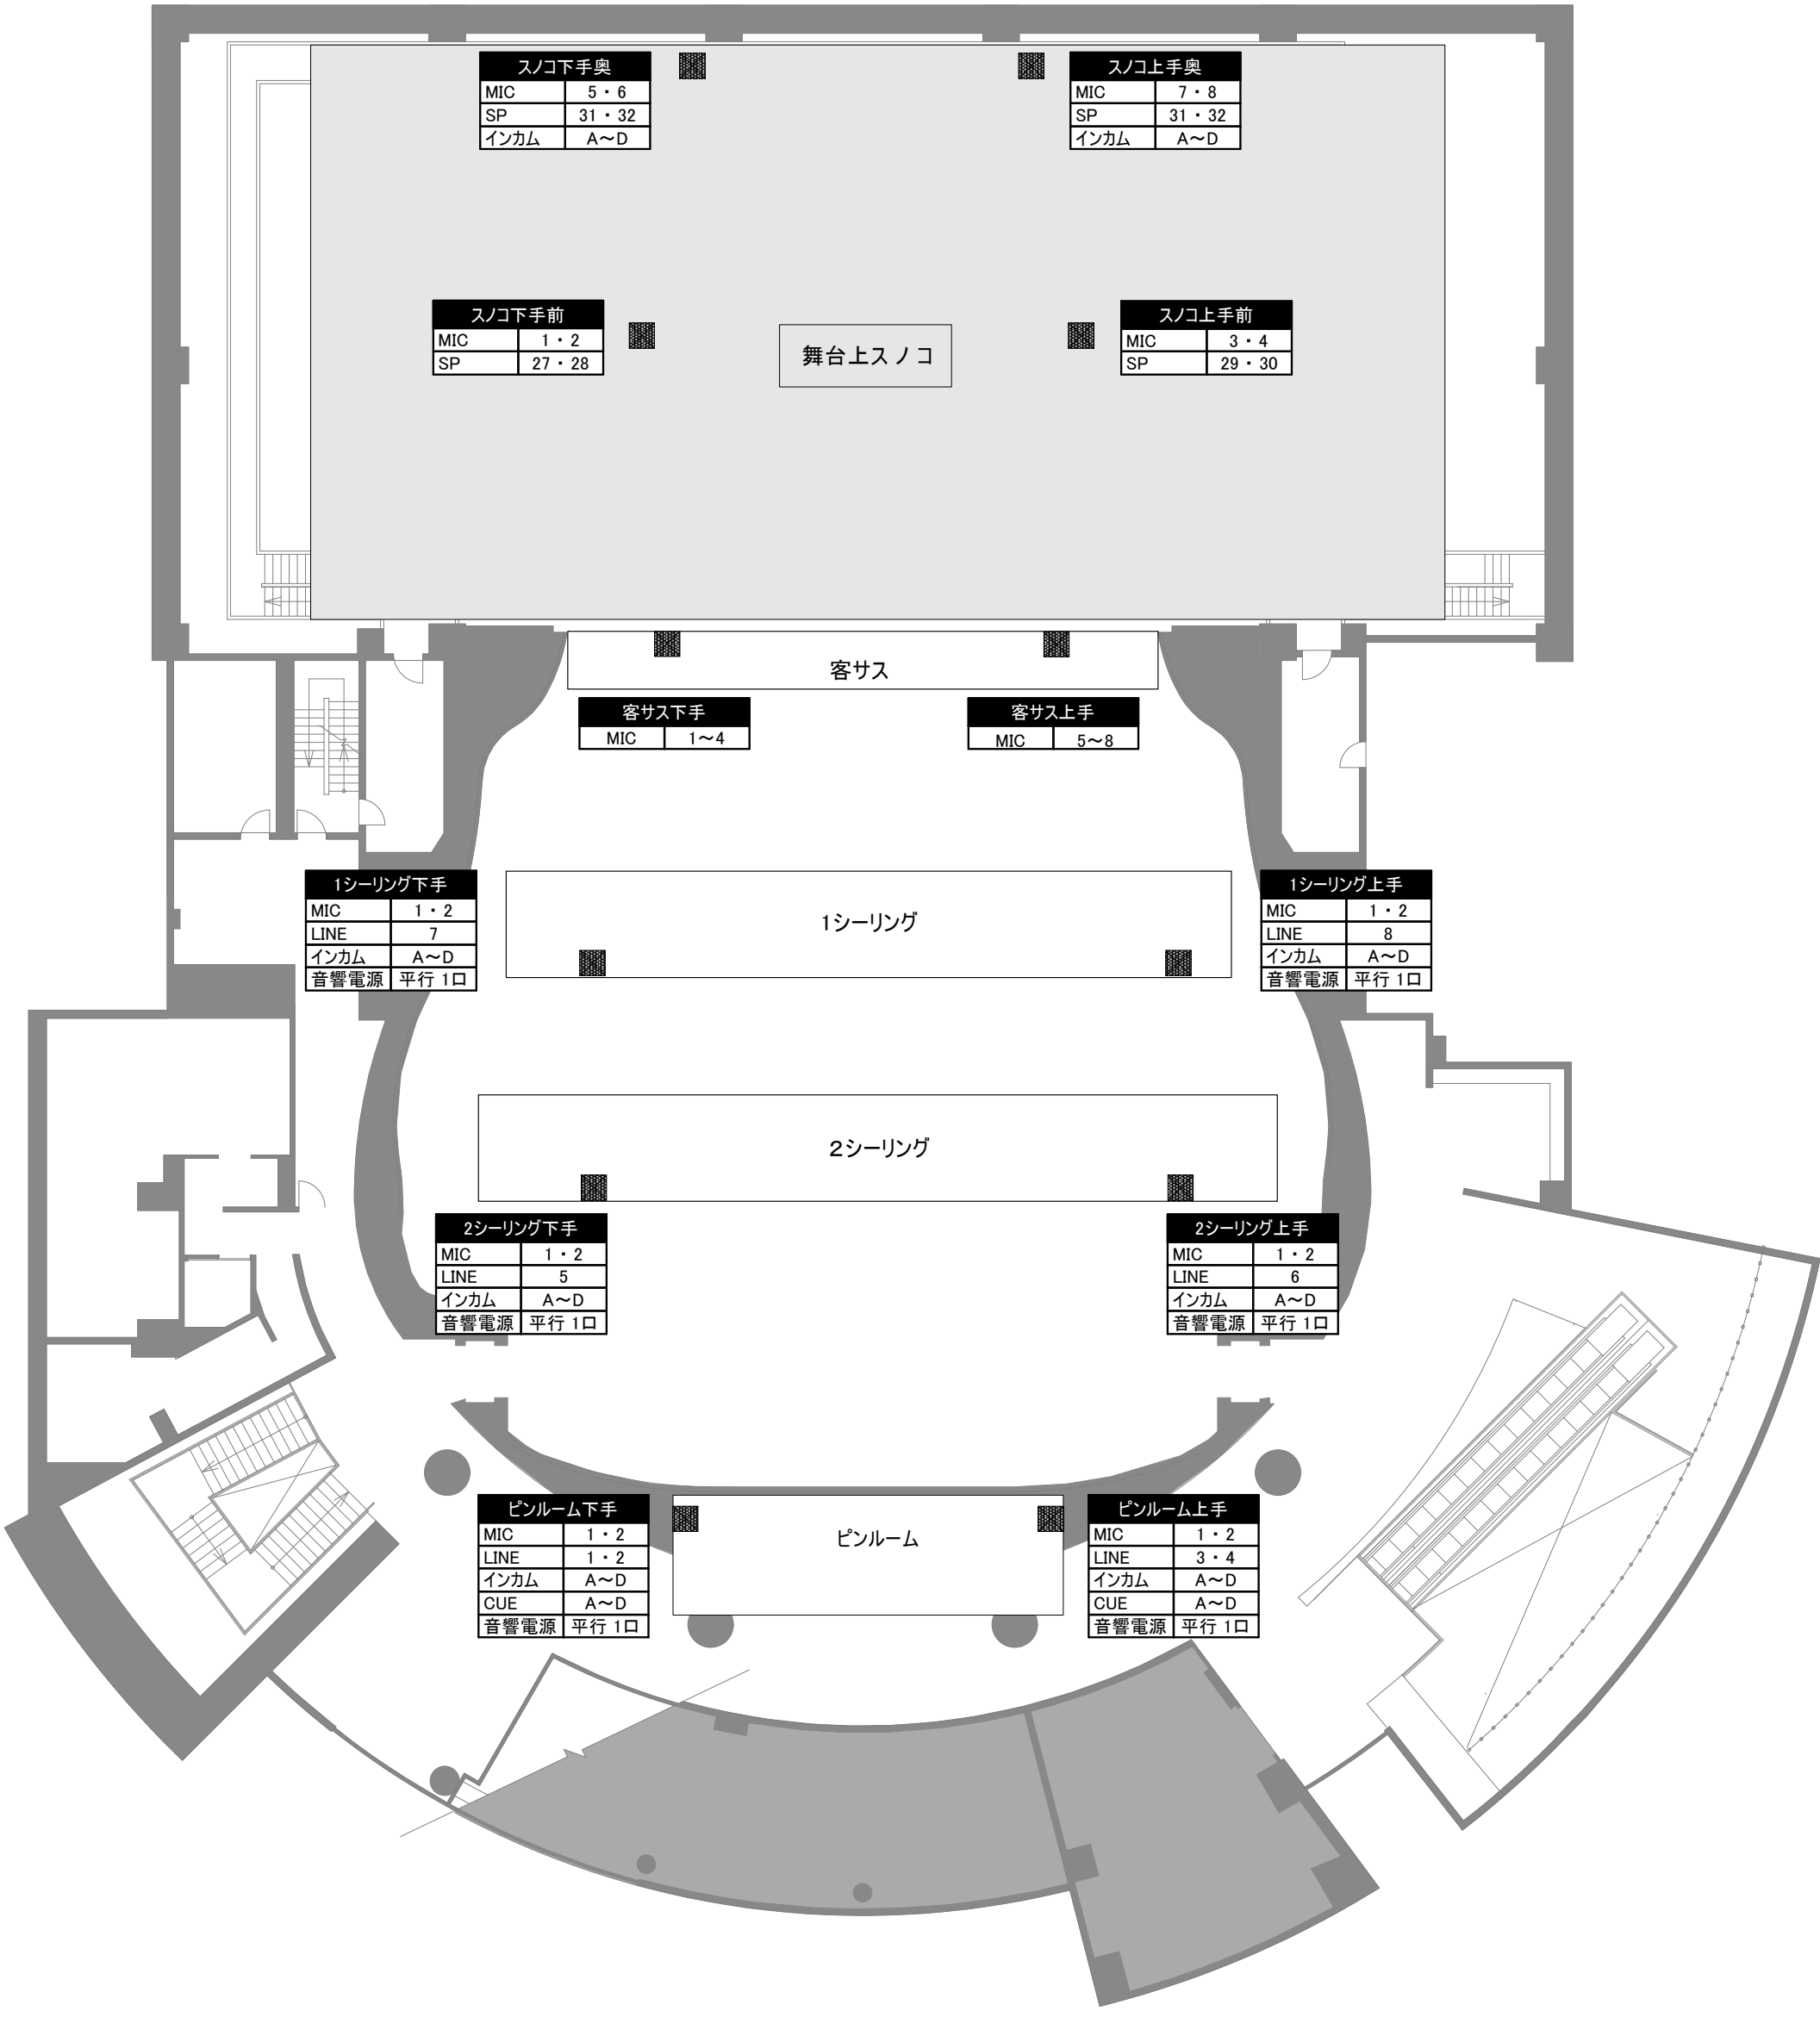 スノコ下手奥
MIC 5・6
SP 31・32
インカム A〜D
スノコ上手奥
MIC 7・8
SP 31・32
インカム A〜D
スノコ下手前
MIC 1・2
SP 27・28
舞台上スノコ
スノコ上手前
MIC 3・4
SP 29・30
客サス
客サス下手
MIC 1〜4
客サス上手
MIC 5〜8
1シーリング下手
MIC 1・2
LINE 7
インカム A〜D
音響電源 平行 1口
1シーリング
1シーリング上手
MIC 1・2
LINE 8
インカム A〜D
音響電源 平行 1口
2シーリング
2シーリング下手
MIC 1・2
LINE 5
インカム A〜D
音響電源 平行 1口
2シーリング上手
MIC 1・2
LINE 6
インカム A〜D
音響電源 平行 1口
ピンルーム下手
MIC 1・2
LINE 1・2
インカム A〜D
CUE A〜D
音響電源 平行 1口
ピンルーム
ピンルーム上手
MIC 1・2
LINE 3・4
インカム A〜D
CUE A〜D
音響電源 平行 1口